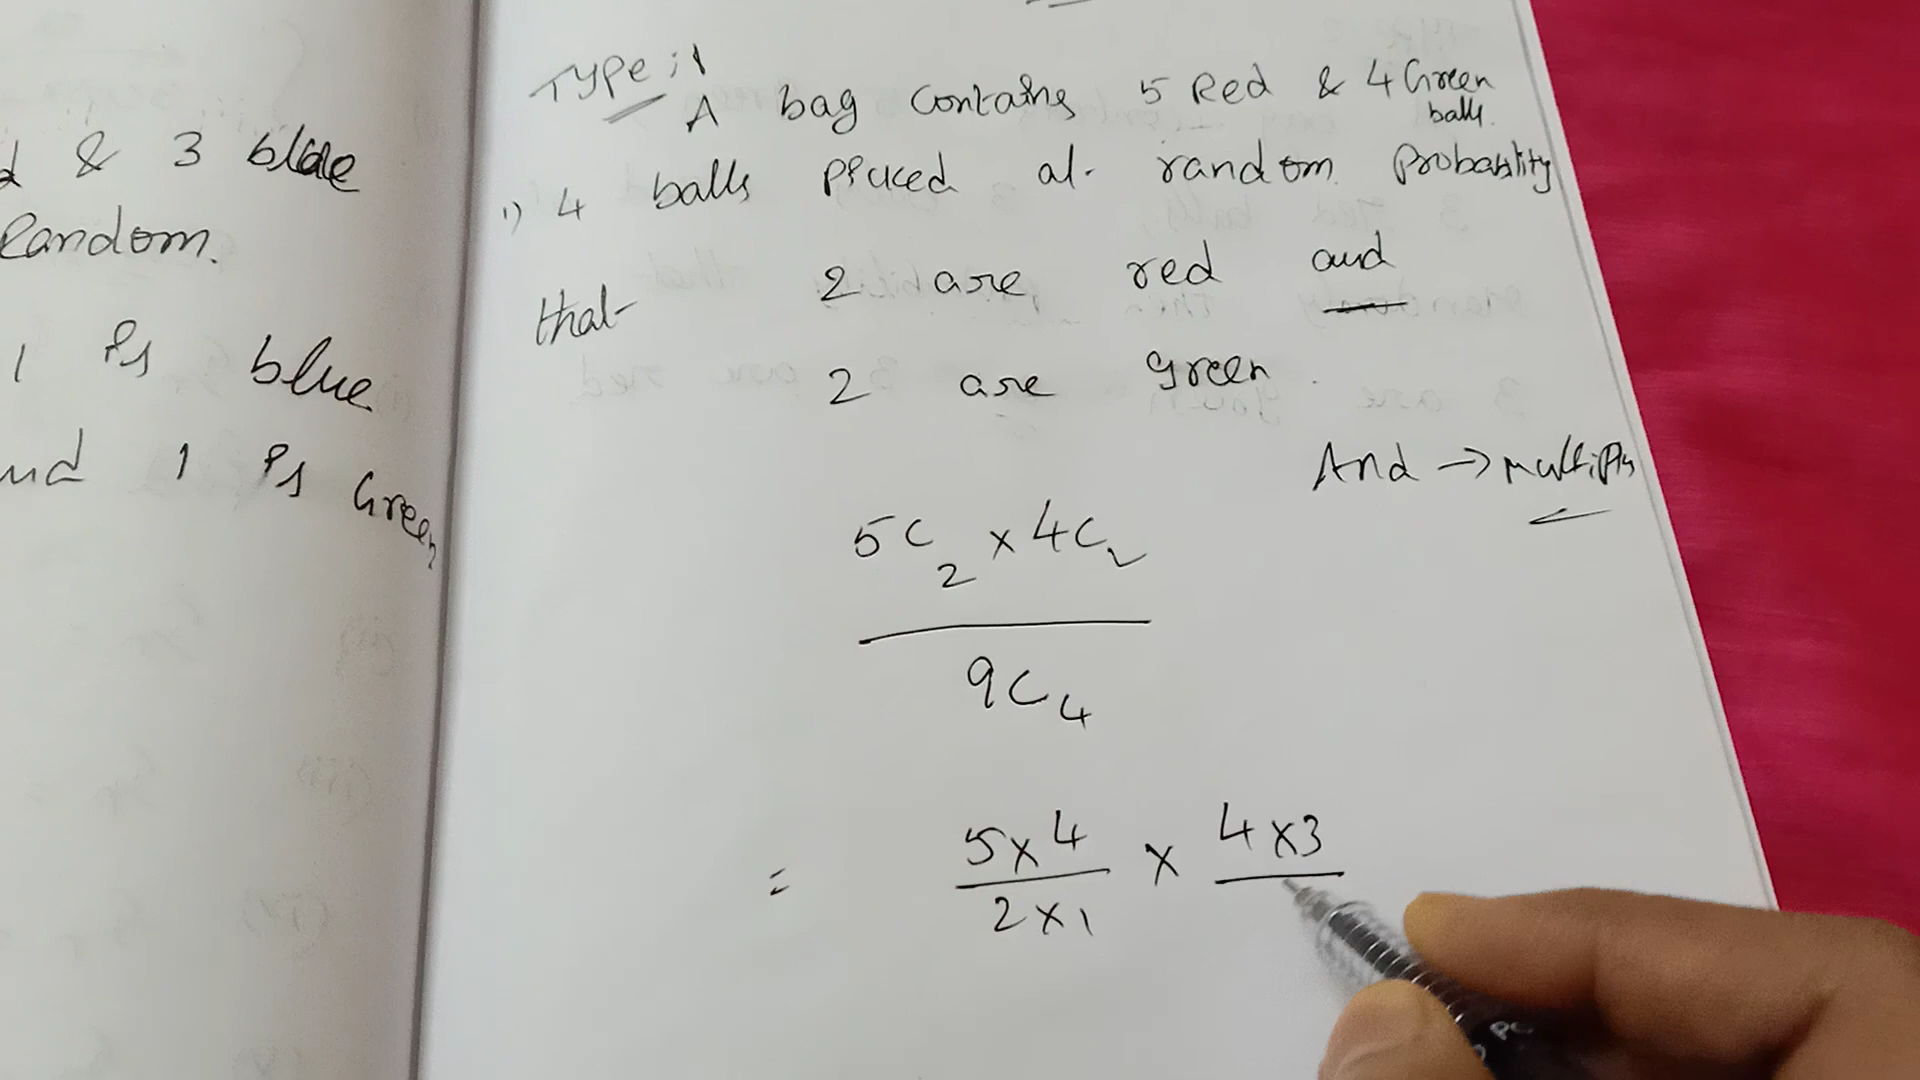 d & 3 blue
Random.
1 is blue
and 1 is Green
Type : 1
A bag contains 5 Red & 4 Green
balls.
1) 4 balls picked at random. Probability
that 2 are red and
2 are green.
And → multiply
5C2 × 4C2
9C4
= 5×4 × 4×3
2×1